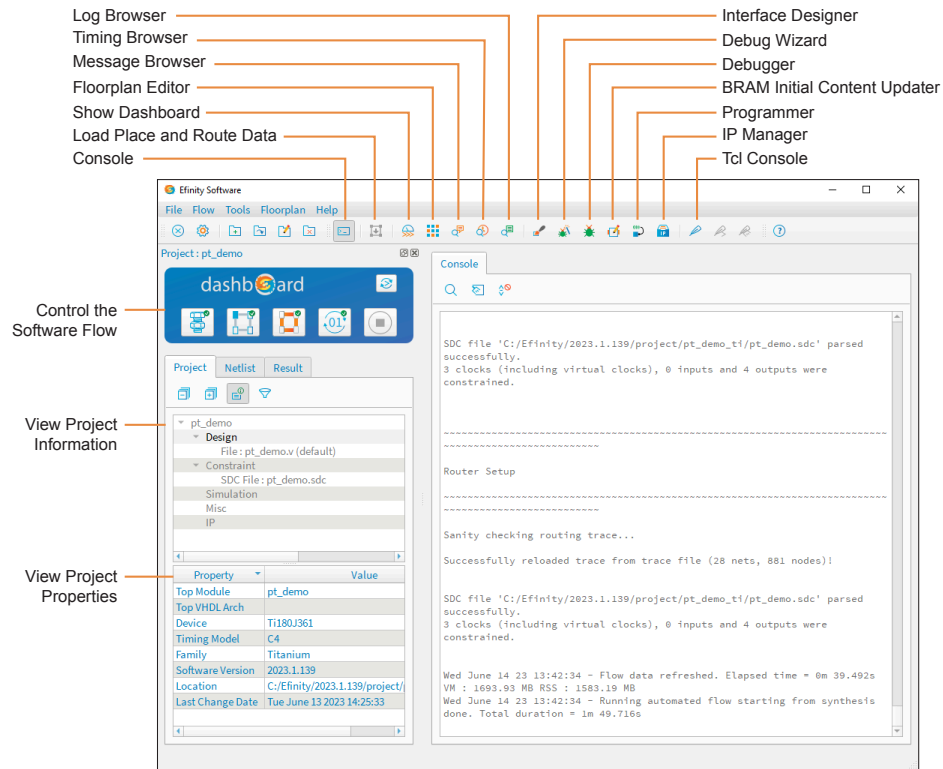 Log Browser
Timing Browser
Message Browser
Floorplan Editor
Show Dashboard
Load Place and Route Data
Console
Interface Designer
Debug Wizard
Debugger
BRAM Initial Content Updater
Programmer
IP Manager
Tcl Console
Control the
Software Flow
View Project
Information
View Project
Properties
Efinity Software
File Flow Tools Floorplan Help
Project : pt_demo
dashboard
01
IP
Project Netlist Result
pt_demo
Design
File : pt_demo.v (default)
Constraint
SDC File : pt_demo.sdc
Simulation
Misc
IP
Property Value
Top Module pt_demo
Top VHDL Arch
Device Ti180J361
Timing Model C4
Family Titanium
Software Version 2023.1.139
Location C:/Efinity/2023.1.139/project/
Last Change Date Tue June 13 2023 14:25:33
Console
SDC file 'C:/Efinity/2023.1.139/project/pt_demo_ti/pt_demo.sdc' parsed
successfully.
3 clocks (including virtual clocks), 0 inputs and 4 outputs were
constrained.
~~~~~~~~~~~~~~~~~~~~~~~~~~~~~~~~~~~~~~~~~~~~~~~~~~~~~~~~~~~~~~~~~~~~~~~
~~~~~~~~~~~~~~~~~~~~~~~~~
Router Setup
~~~~~~~~~~~~~~~~~~~~~~~~~~~~~~~~~~~~~~~~~~~~~~~~~~~~~~~~~~~~~~~~~~~~~~~
~~~~~~~~~~~~~~~~~~~~~~~~~
Sanity checking routing trace...
Successfully reloaded trace from trace file (28 nets, 881 nodes)!
SDC file 'C:/Efinity/2023.1.139/project/pt_demo_ti/pt_demo.sdc' parsed
successfully.
3 clocks (including virtual clocks), 0 inputs and 4 outputs were
constrained.
Wed June 14 23 13:42:34 - Flow data refreshed. Elapsed time = 0m 39.492s
VM : 1693.93 MB RSS : 1583.19 MB
Wed June 14 23 13:42:34 - Running automated flow starting from synthesis
done. Total duration = 1m 49.716s